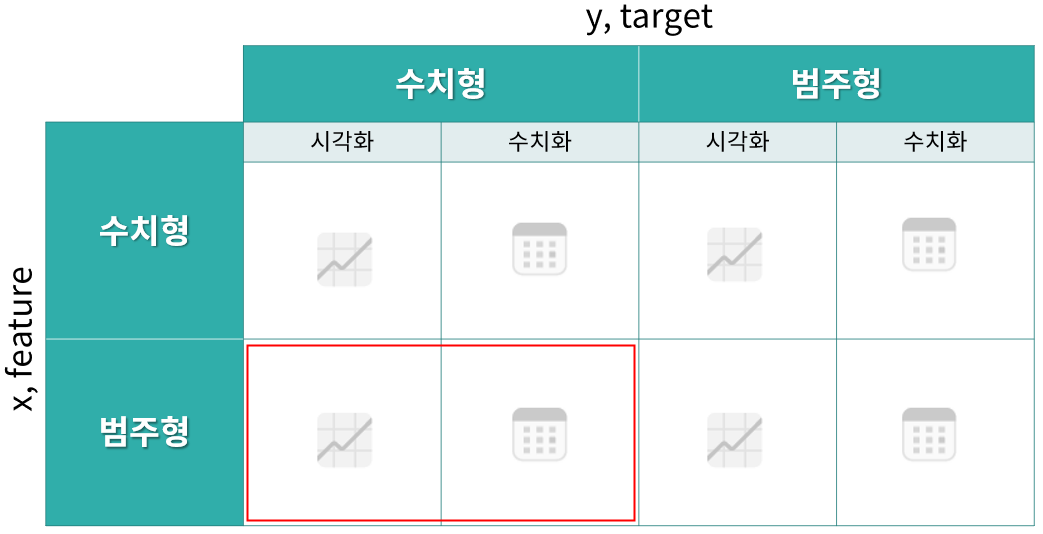 y, target
수치형
범주형
시각화
수치화
시각화
수치화
x, feature
수치형
범주형